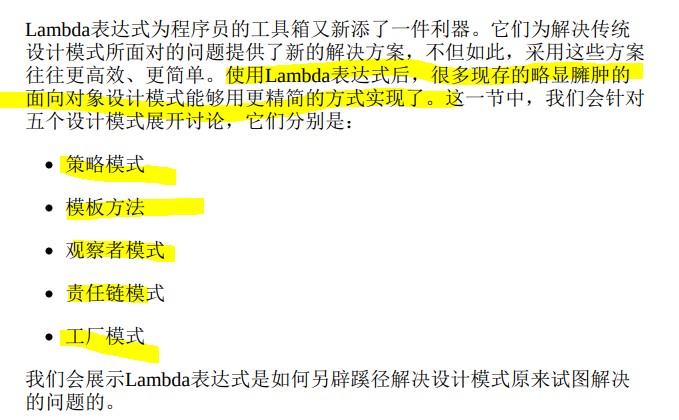 Lambda表达式为程序员的工具箱又新添了一件利器。它们为解决传统
设计模式所面对的问题提供了新的解决方案，不但如此，采用这些方案
往往更高效、更简单。使用Lambda表达式后，很多现存的略显臃肿的
面向对象设计模式能够用更精简的方式实现了。这一节中，我们会针对
五个设计模式展开讨论，它们分别是：
• 策略模式
• 模板方法
• 观察者模式
• 责任链模式
• 工厂模式
我们会展示Lambda表达式是如何另辟蹊径解决设计模式原来试图解决
的问题的。